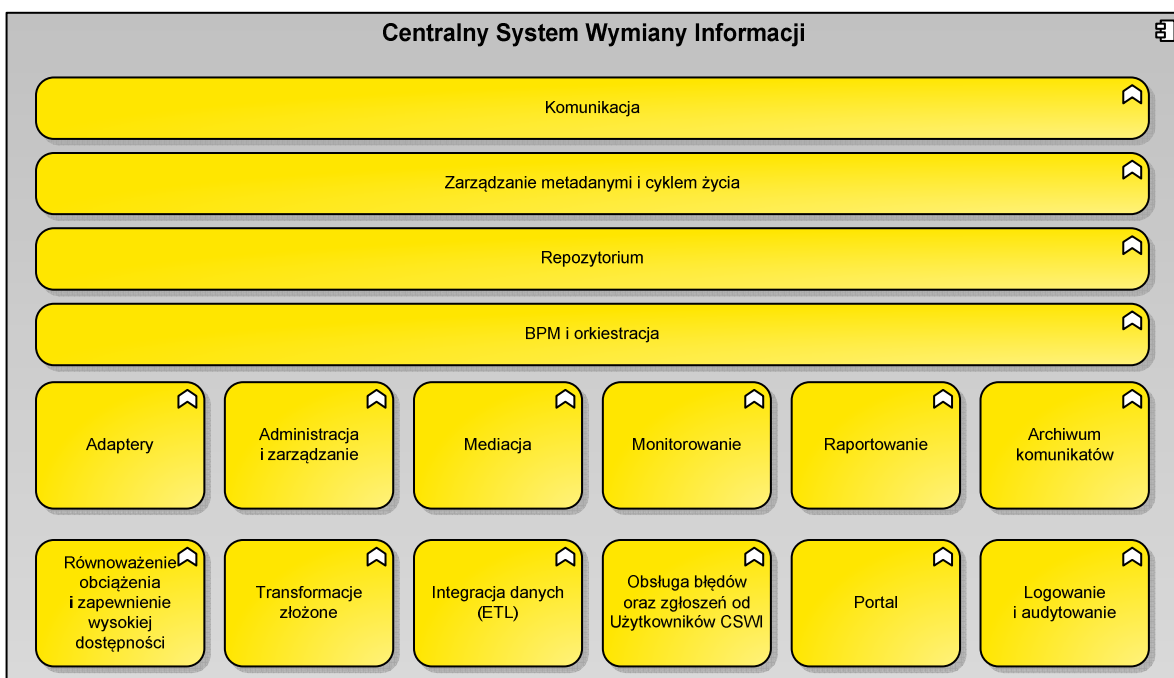 Centralny System Wymiany Informacji
Komunikacja
Zarządzanie metadanymi i cyklem życia
Repozytorium
BPM i orkiestracja
Adaptery
Administracja
i zarządzanie
Mediacja
Monitorowanie
Raportowanie
Archiwum
komunikatów
Równoważenie
obciążenia
i zapewnienie
wysokiej
dostępności
Transformacje
złożone
Integracja danych
(ETL)
Obsługa błędów
oraz zgłoszeń od
Użytkowników CSWI
Portal
Logowanie
i audytowanie